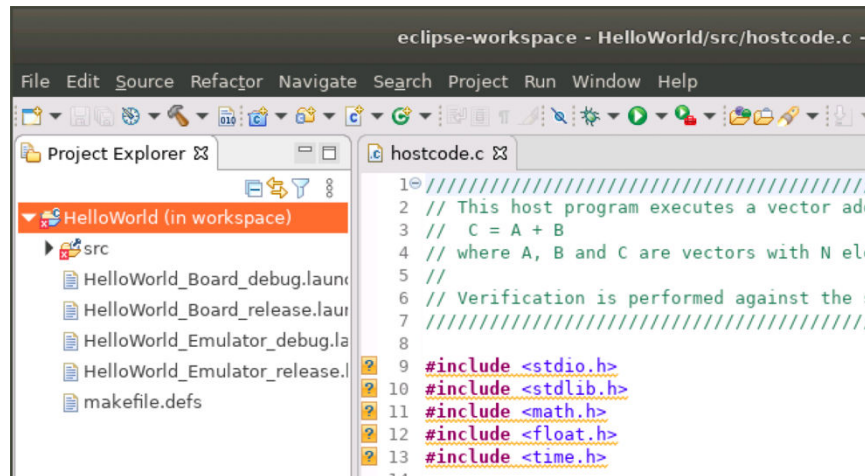 eclipse-workspace - HelloWorld/src/hostcode.c -
File Edit Source Refactor Navigate Search Project Run Window Help
Project Explorer
HelloWorld (in workspace)
src
HelloWorld_Board_debug.launc
HelloWorld_Board_release.laun
HelloWorld_Emulator_debug.la
HelloWorld_Emulator_release.l
makefile.defs
hostcode.c
1 //////////////////////////////////////////
2 // This host program executes a vector add
3 //  C = A + B
4 // where A, B and C are vectors with N ele
5 //
6 // Verification is performed against the s
7 //////////////////////////////////////////
8
9 #include <stdio.h>
10 #include <stdlib.h>
11 #include <math.h>
12 #include <float.h>
13 #include <time.h>